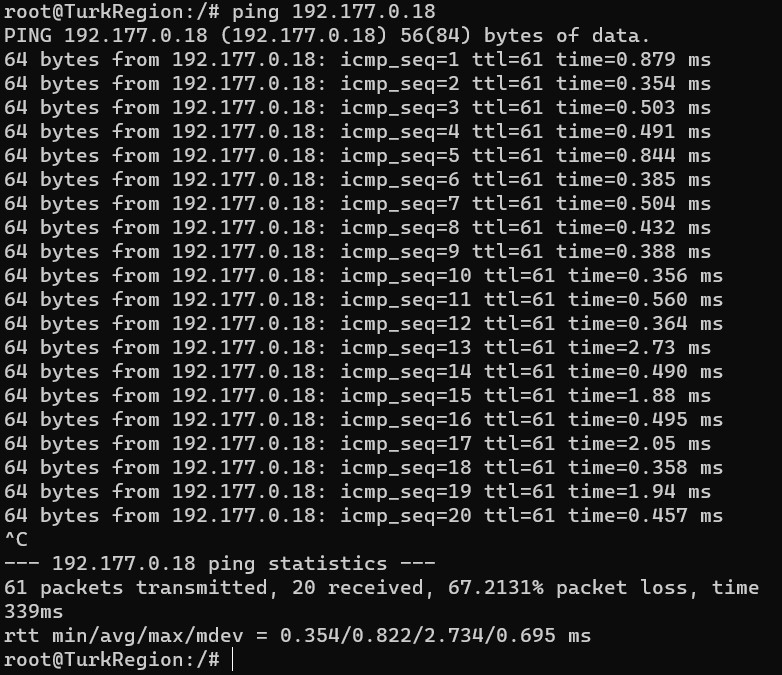 root@TurkRegion:/# ping 192.177.0.18
PING 192.177.0.18 (192.177.0.18) 56(84) bytes of data.
64 bytes from 192.177.0.18: icmp_seq=1 ttl=61 time=0.879 ms
64 bytes from 192.177.0.18: icmp_seq=2 ttl=61 time=0.354 ms
64 bytes from 192.177.0.18: icmp_seq=3 ttl=61 time=0.503 ms
64 bytes from 192.177.0.18: icmp_seq=4 ttl=61 time=0.491 ms
64 bytes from 192.177.0.18: icmp_seq=5 ttl=61 time=0.844 ms
64 bytes from 192.177.0.18: icmp_seq=6 ttl=61 time=0.385 ms
64 bytes from 192.177.0.18: icmp_seq=7 ttl=61 time=0.504 ms
64 bytes from 192.177.0.18: icmp_seq=8 ttl=61 time=0.432 ms
64 bytes from 192.177.0.18: icmp_seq=9 ttl=61 time=0.388 ms
64 bytes from 192.177.0.18: icmp_seq=10 ttl=61 time=0.356 ms
64 bytes from 192.177.0.18: icmp_seq=11 ttl=61 time=0.560 ms
64 bytes from 192.177.0.18: icmp_seq=12 ttl=61 time=0.364 ms
64 bytes from 192.177.0.18: icmp_seq=13 ttl=61 time=2.73 ms
64 bytes from 192.177.0.18: icmp_seq=14 ttl=61 time=0.490 ms
64 bytes from 192.177.0.18: icmp_seq=15 ttl=61 time=1.88 ms
64 bytes from 192.177.0.18: icmp_seq=16 ttl=61 time=0.495 ms
64 bytes from 192.177.0.18: icmp_seq=17 ttl=61 time=2.05 ms
64 bytes from 192.177.0.18: icmp_seq=18 ttl=61 time=0.358 ms
64 bytes from 192.177.0.18: icmp_seq=19 ttl=61 time=1.94 ms
64 bytes from 192.177.0.18: icmp_seq=20 ttl=61 time=0.457 ms
^C
--- 192.177.0.18 ping statistics ---
61 packets transmitted, 20 received, 67.2131% packet loss, time
339ms
rtt min/avg/max/mdev = 0.354/0.822/2.734/0.695 ms
root@TurkRegion:/#